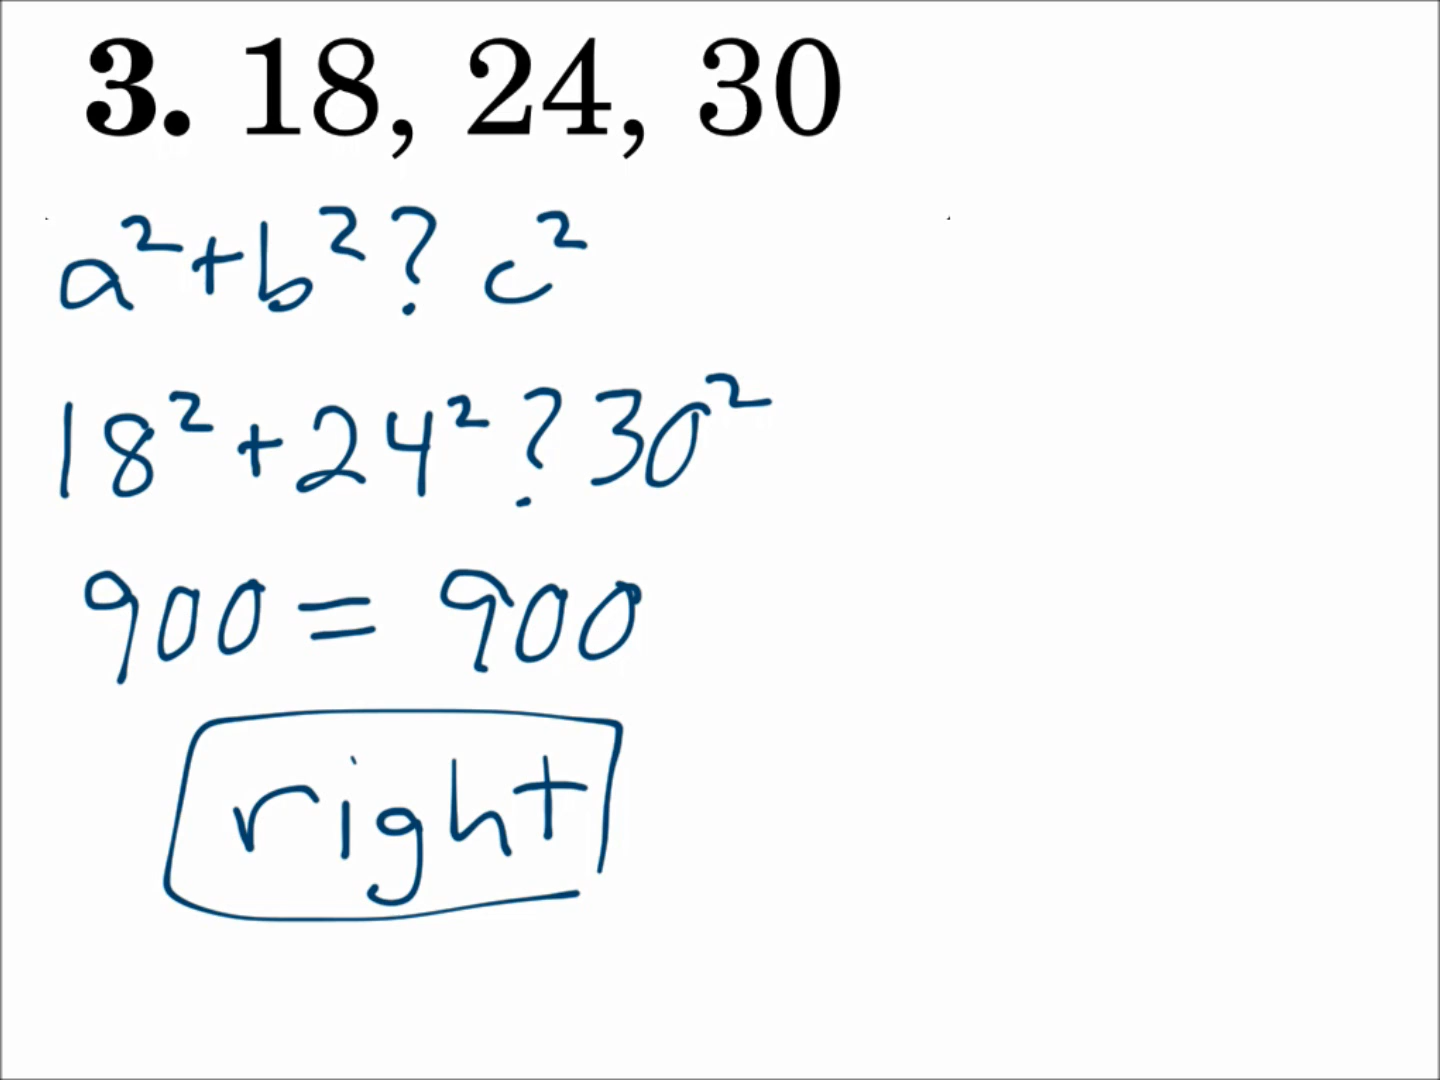 3. 18, 24, 30
a²+b² ? c²
18²+24² ? 30²
900 = 900
right